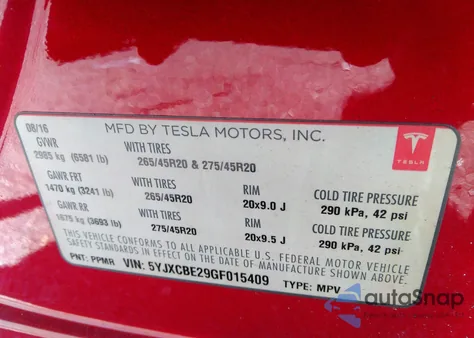 08/16 MFD BY TESLA MOTORS, INC.
GVWR WITH TIRES
2985 kg (6581 lb) 265/45R20 & 275/45R20
TESLA
GAWR FRT WITH TIRES RIM COLD TIRE PRESSURE
1470 kg (3241 lb) 265/45R20 20x9.0 J 290 kPa, 42 psi
GAWR RR WITH TIRES RIM COLD TIRE PRESSURE
1675 kg (3693 lb) 275/45R20 20x9.5 J 290 kPa, 42 psi
THIS VEHICLE CONFORMS TO ALL APPLICABLE U.S. FEDERAL MOTOR VEHICLE
SAFETY STANDARDS IN EFFECT ON THE DATE OF MANUFACTURE SHOWN ABOVE.
PNT: PPMR VIN: 5YJXCBE29GF015409 TYPE: MPV
autoSnap